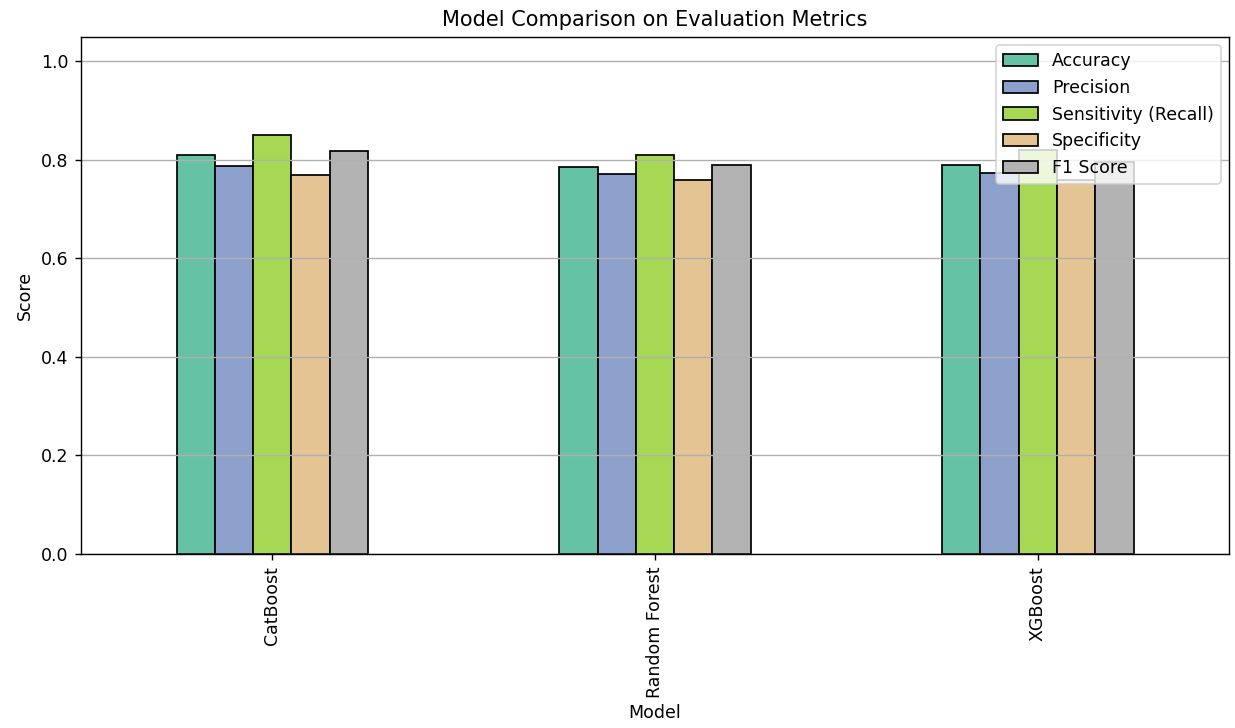 Model Comparison on Evaluation Metrics
1.0
0.8
0.6
0.4
0.2
0.0
Score
Accuracy
Precision
Sensitivity (Recall)
Specificity
F1 Score
CatBoost
Random Forest
XGBoost
Model